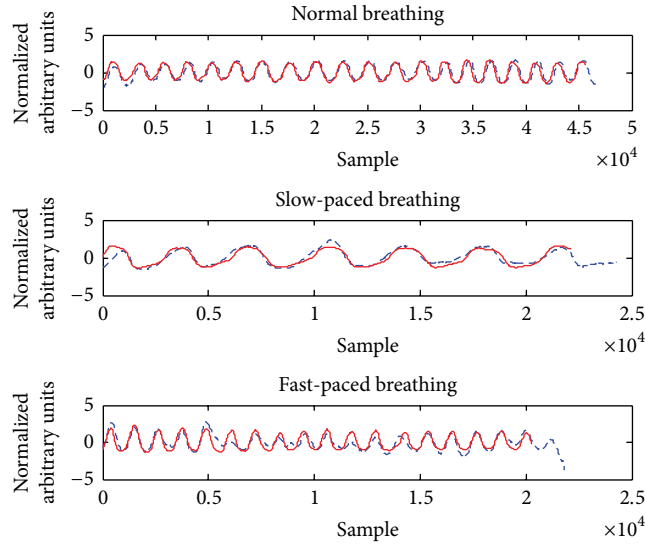 Normal breathing
Normalized
arbitrary units
5
0
−5
0 0.5 1 1.5 2 2.5 3 3.5 4 4.5 5
Sample
×10^4
Slow-paced breathing
Normalized
arbitrary units
5
0
−5
0 0.5 1 1.5 2 2.5
Sample
×10^4
Fast-paced breathing
Normalized
arbitrary units
5
0
−5
0 0.5 1 1.5 2 2.5
Sample
×10^4